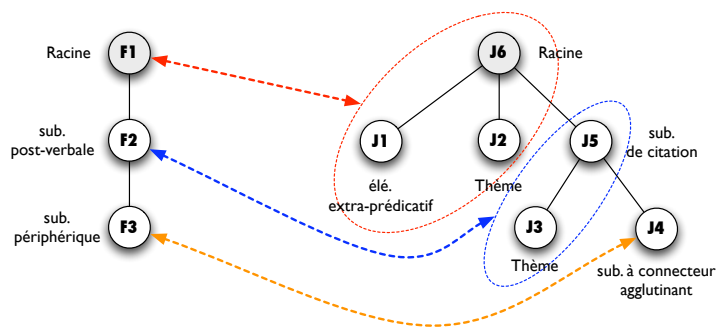 Racine
F1
sub.
post-verbale
F2
sub.
périphérique
F3
J6
Racine
J1
élé.
extra-prédicatif
J2
Thème
J5
sub.
de citation
J3
Thème
J4
sub. à connecteur
agglutinant